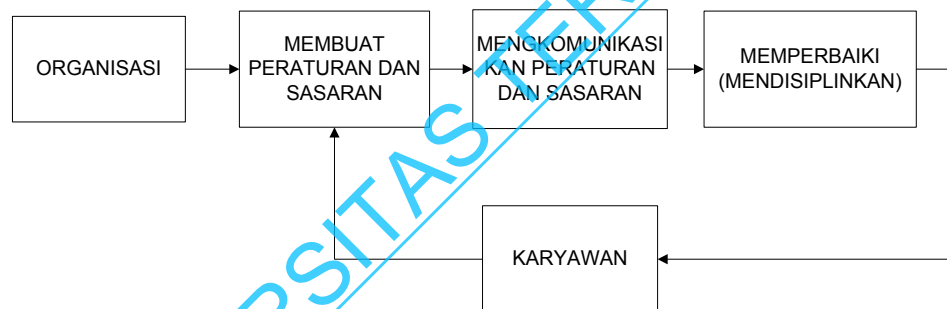 ORGANISASI
MEMBUAT
PERATURAN DAN
SASARAN
MENGKOMUNIKASI
KAN PERATURAN
DAN SASARAN
MEMPERBAIKI
(MENDISIPLINKAN)
KARYAWAN